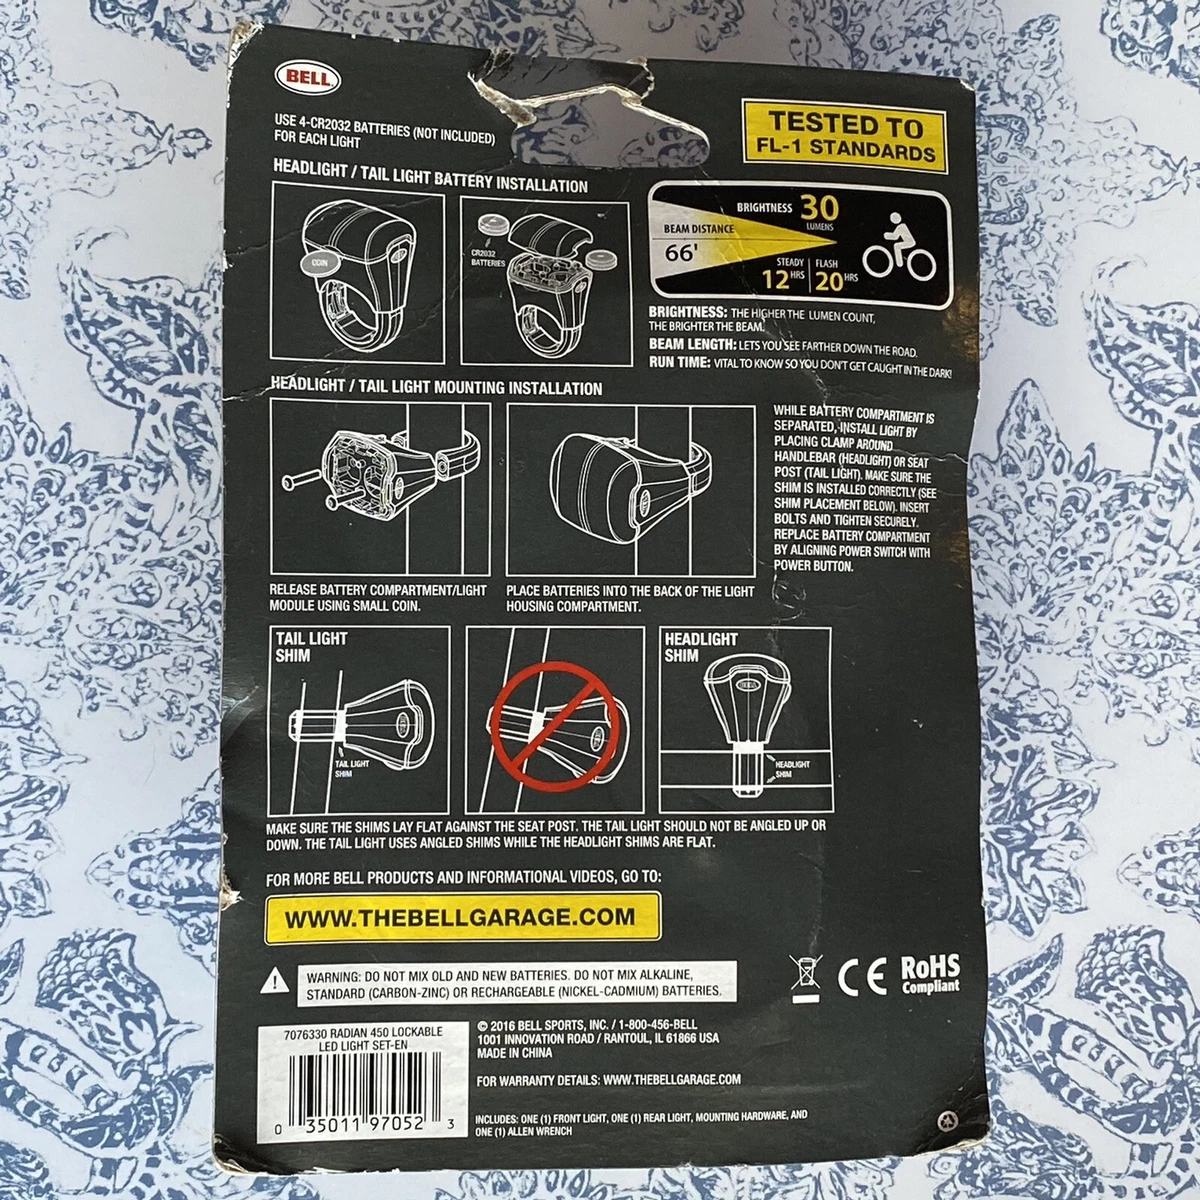 BELL
USE 4-CR2032 BATTERIES (NOT INCLUDED)
FOR EACH LIGHT
TESTED TO
FL-1 STANDARDS
HEADLIGHT / TAIL LIGHT BATTERY INSTALLATION
COIN
CR2032
BATTERIES
BRIGHTNESS 30
LUMENS
BEAM DISTANCE
66'
STEADY
12 HRS
FLASH
20 HRS
BRIGHTNESS: THE HIGHER THE LUMEN COUNT,
THE BRIGHTER THE BEAM.
BEAM LENGTH: LETS YOU SEE FARTHER DOWN THE ROAD.
RUN TIME: VITAL TO KNOW SO YOU DON'T GET CAUGHT IN THE DARK!
HEADLIGHT / TAIL LIGHT MOUNTING INSTALLATION
WHILE BATTERY COMPARTMENT IS
SEPARATED, INSTALL LIGHT BY
PLACING CLAMP AROUND
HANDLEBAR (HEADLIGHT) OR SEAT
POST (TAIL LIGHT). MAKE SURE THE
SHIM IS INSTALLED CORRECTLY (SEE
SHIM PLACEMENT BELOW). INSERT
BOLTS AND TIGHTEN SECURELY.
REPLACE BATTERY COMPARTMENT
BY ALIGNING POWER SWITCH WITH
POWER BUTTON.
RELEASE BATTERY COMPARTMENT/LIGHT
MODULE USING SMALL COIN.
PLACE BATTERIES INTO THE BACK OF THE LIGHT
HOUSING COMPARTMENT.
TAIL LIGHT
SHIM
TAIL LIGHT
SHIM
HEADLIGHT
SHIM
BELL
HEADLIGHT
SHIM
MAKE SURE THE SHIMS LAY FLAT AGAINST THE SEAT POST. THE TAIL LIGHT SHOULD NOT BE ANGLED UP OR
DOWN. THE TAIL LIGHT USES ANGLED SHIMS WHILE THE HEADLIGHT SHIMS ARE FLAT.
FOR MORE BELL PRODUCTS AND INFORMATIONAL VIDEOS, GO TO:
WWW.THEBELLGARAGE.COM
WARNING: DO NOT MIX OLD AND NEW BATTERIES. DO NOT MIX ALKALINE,
STANDARD (CARBON-ZINC) OR RECHARGEABLE (NICKEL-CADMIUM) BATTERIES.
CE
RoHS
Compliant
7076330 RADIAN 450 LOCKABLE
LED LIGHT SET-EN
0 35011 97052 3
© 2016 BELL SPORTS, INC. / 1-800-456-BELL
1001 INNOVATION ROAD / RANTOUL, IL 61866 USA
MADE IN CHINA
FOR WARRANTY DETAILS: WWW.THEBELLGARAGE.COM
INCLUDES: ONE (1) FRONT LIGHT, ONE (1) REAR LIGHT, MOUNTING HARDWARE, AND
ONE (1) ALLEN WRENCH